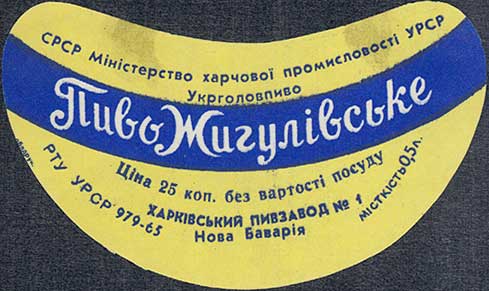 СРСР Міністерство харчової промисловості УРСР
Укрголовпиво
Пиво Жигулівське
Ціна 25 коп. без вартості посуду
РТУ УРСР 979-65
ХАРКІВСЬКИЙ ПИВЗАВОД № 1
Нова Баварія
місткість 0,5 л.